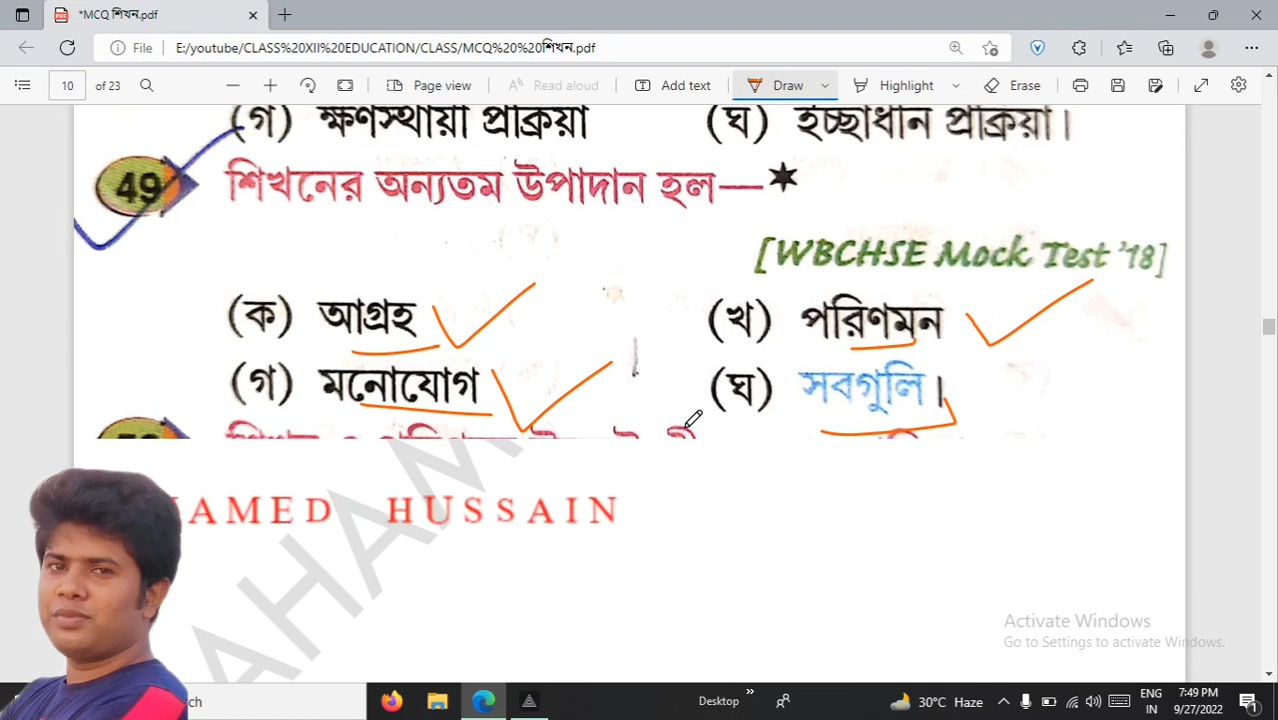 *MCQ শিখন.pdf
File E:/youtube/CLASS%20XII%20EDUCATION/CLASS/MCQ%20%20শিখন.pdf
10 of 23 Page view Read aloud Add text Draw Highlight Erase
(গ) ক্ষণস্থায়ী প্রক্রিয়া (ঘ) ইচ্ছাধীন প্রক্রিয়া।
49 শিখনের অন্যতম উপাদান হল—★
[WBCHSE Mock Test '18]
(ক) আগ্রহ (খ) পরিণমন
(গ) মনোযোগ (ঘ) সবগুলি।
AMED HUSSAIN
AHAM
Activate Windows
Go to Settings to activate Windows.
rch Desktop 30°C Haze ENG IN 7:49 PM 9/27/2022